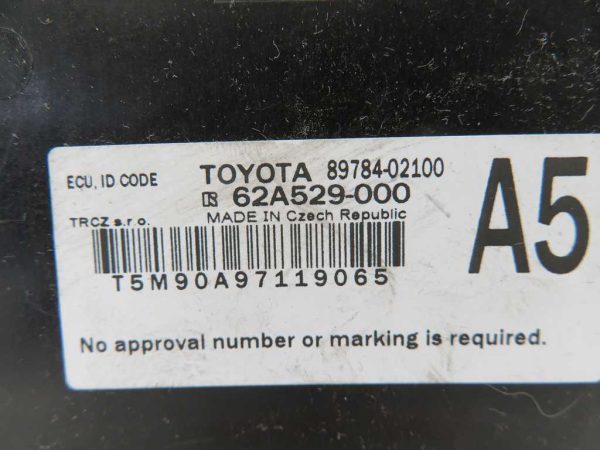 ECU, ID CODE TOYOTA 89784-02100
62A529-000
TRCZ s.r.o. MADE IN Czech Republic
A5
T5M90A97119065
No approval number or marking is required.